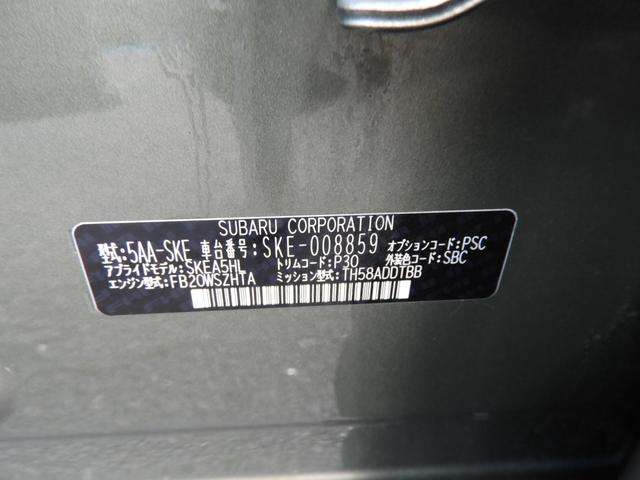 SUBARU CORPORATION
型式:5AA-SKE 車台番号:SKE-008859 オプションコード:PSC
アプライドモデル:SKEA5HL トリムコード:P30 外装色コード:SBC
エンジン型式:FB20WSZHTA ミッション型式:TH58ADDTBB